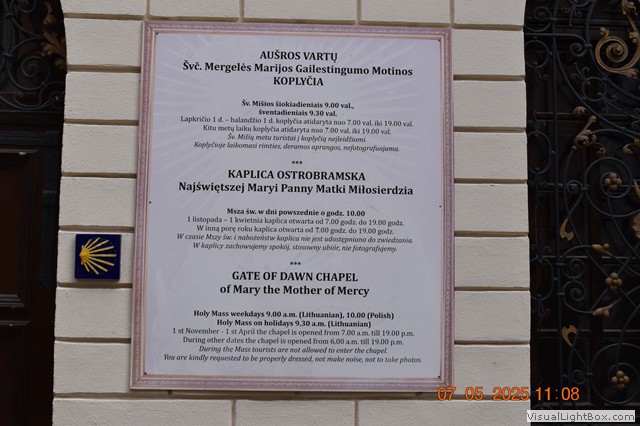 AUŠROS VARTŲ
Švč. Mergelės Marijos Gailestingumo Motinos
KOPLYČIA
Šv. Mišios šiokiadieniais 9.00 val.,
šventadieniais 9.30 val.
Lapkričio 1 d. – balandžio 1 d. koplyčia atidaryta nuo 7.00 val. iki 19.00 val.
Kitu metų laiku koplyčia atidaryta nuo 7.00 val. iki 19.00 val.
Šv. Mišių metu turistai į koplyčią neįleidžiami.
Koplyčioje laikomasi rimties, deramos aprangos, nefotografuojama.
***
KAPLICA OSTROBRAMSKA
Najświętszej Maryi Panny Matki Miłosierdzia
Msza św. w dni powszednie o godz. 10.00
1 listopada – 1 kwietnia kaplica otwarta od 7.00 godz. do 19.00 godz.
W inną porę roku kaplica otwarta od 7.00 godz. do 19.00 godz.
W czasie Mszy św. i nabożeństw kaplica nie jest udostępniana do zwiedzania.
W kaplicy zachowujemy spokój, stosowny ubiór, nie fotografujemy.
***
GATE OF DAWN CHAPEL
of Mary the Mother of Mercy
Holy Mass weekdays 9.00 a.m. (Lithuanian), 10.00 (Polish)
Holy Mass on holidays 9.30 a.m. (Lithuanian)
1 st November - 1 st April the chapel is opened from 7.00 a.m. till 19.00 p.m.
During other dates the chapel is opened from 6.00 a.m. till 19.00 p.m.
During the Mass tourists are not allowed to enter the chapel.
You are kindly requested to be properly dressed, not make noise, not to take photos.
07 05 2025 11:08
VisualLightBox.com